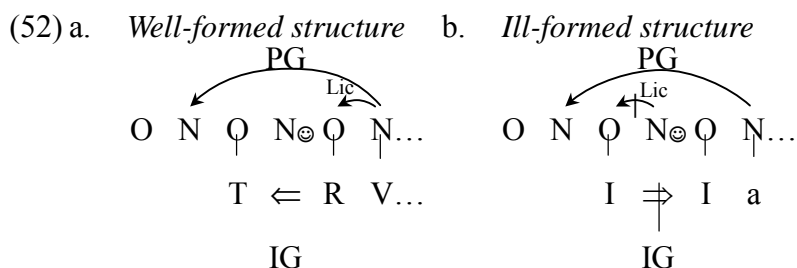 (52) a. Well-formed structure b. Ill-formed structure
PG PG
Lic Lic
O N O N☺O N… O N O N☺O N…
T ⇐ R V… I ⇒ I a
IG IG